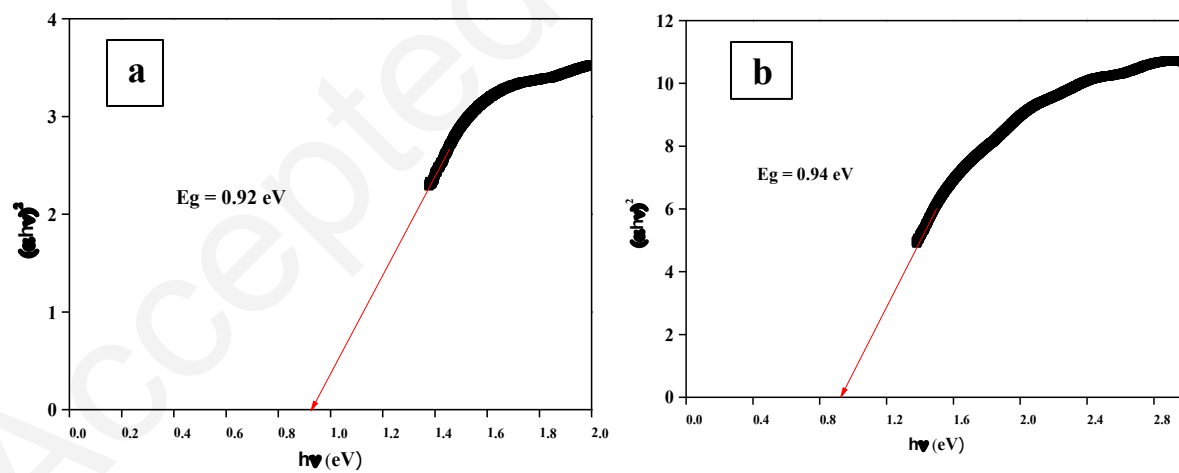 Accepted
a
Eg = 0.92 eV
(αhν)²
4
3
2
1
0
0.0 0.2 0.4 0.6 0.8 1.0 1.2 1.4 1.6 1.8 2.0
hν (eV)
b
Eg = 0.94 eV
(αhν)²
12
10
8
6
4
2
0
0.0 0.4 0.8 1.2 1.6 2.0 2.4 2.8
hν (eV)